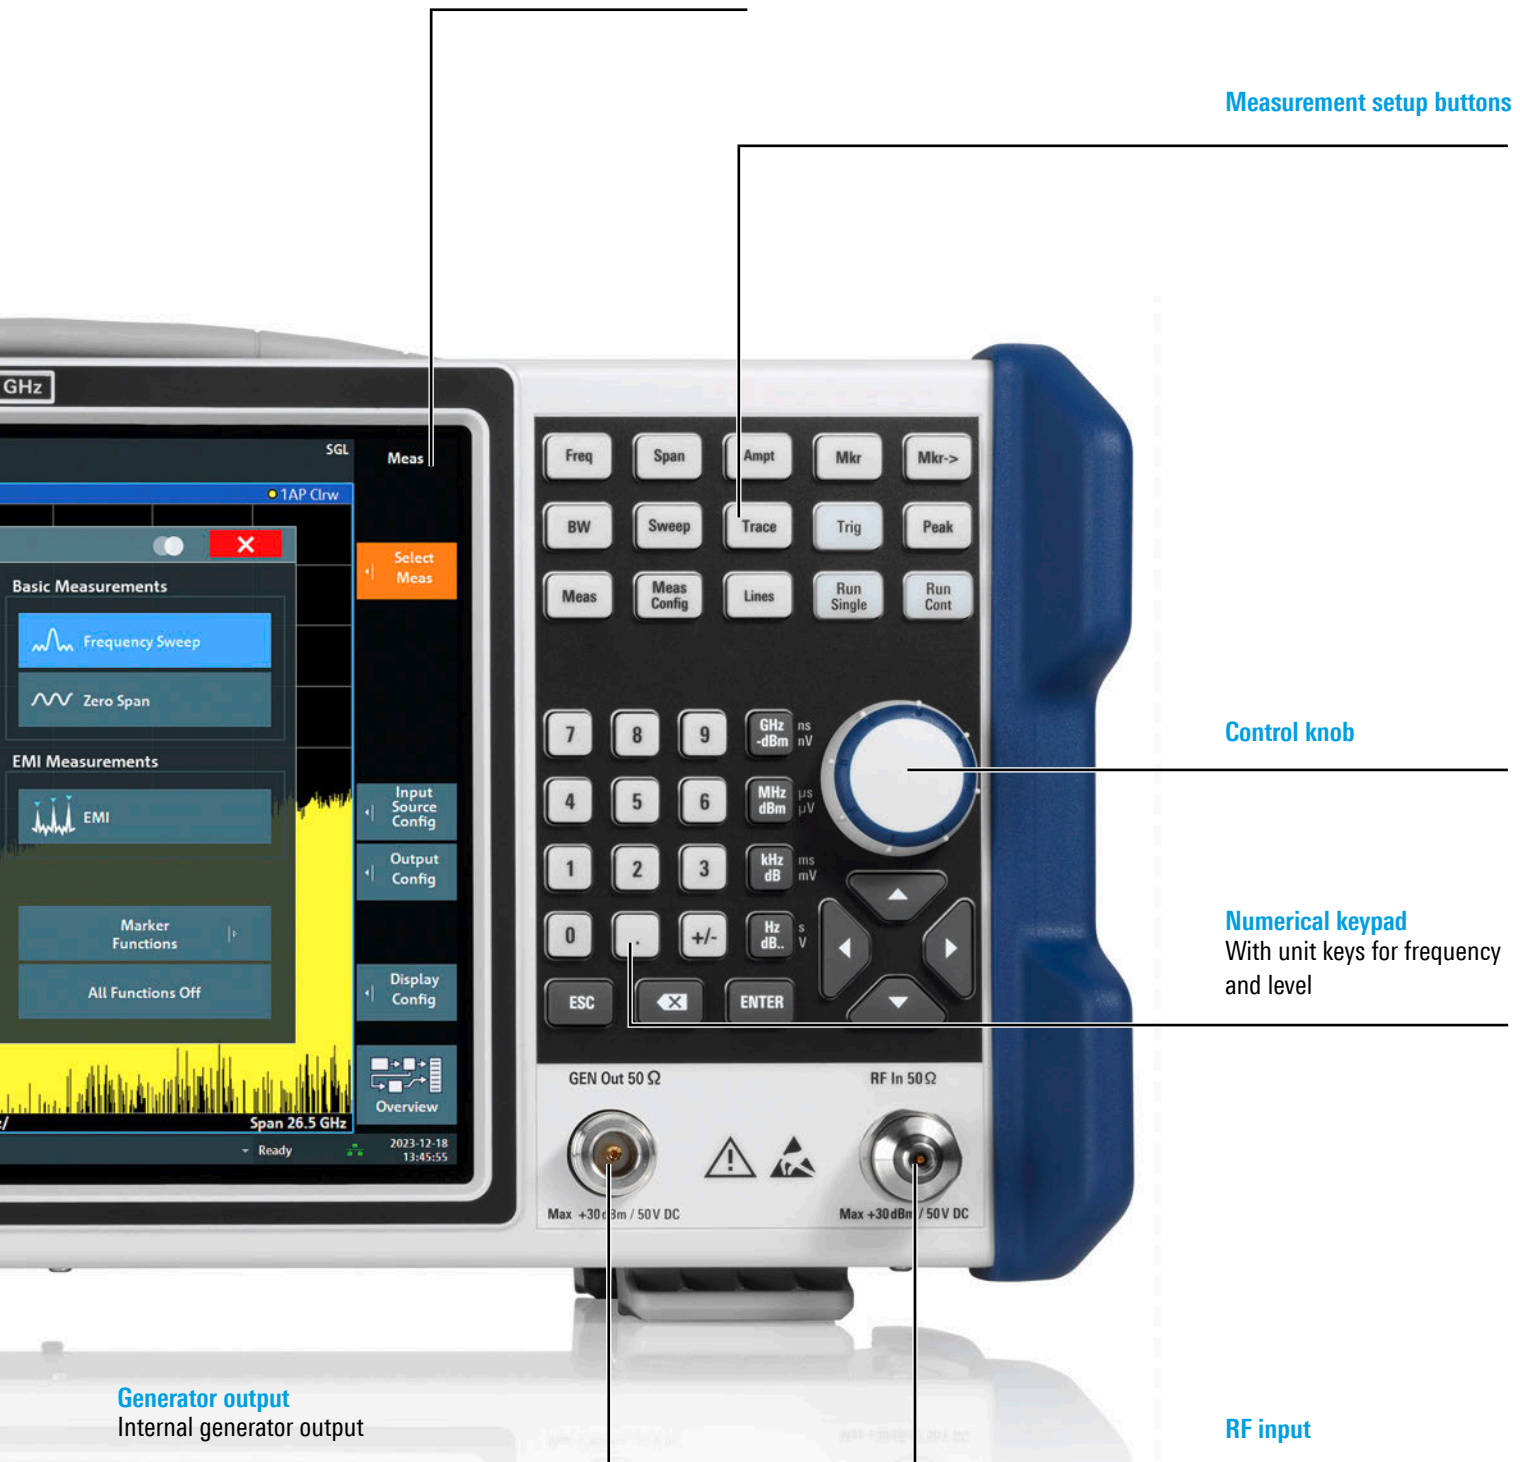 Measurement setup buttons
GHz
SGL
Meas
1AP Clrw
Select
Meas
Basic Measurements
Frequency Sweep
Zero Span
EMI Measurements
EMI
Input
Source
Config
Output
Config
Marker
Functions
All Functions Off
Display
Config
Overview
z/
Span 26.5 GHz
Ready
2023-12-18
13:45:55
Freq
Span
Ampt
Mkr
Mkr->
BW
Sweep
Trace
Trig
Peak
Meas
Meas
Config
Lines
Run
Single
Run
Cont
7
8
9
GHz
-dBm
ns
nV
4
5
6
MHz
dBm
µs
µV
1
2
3
kHz
dB
ms
mV
0
.
+/-
Hz
dB..
s
V
ESC
ENTER
GEN Out 50 Ω
RF In 50 Ω
Max +30 dBm / 50 V DC
Max +30 dBm / 50 V DC
Control knob
Numerical keypad
With unit keys for frequency
and level
Generator output
Internal generator output
RF input